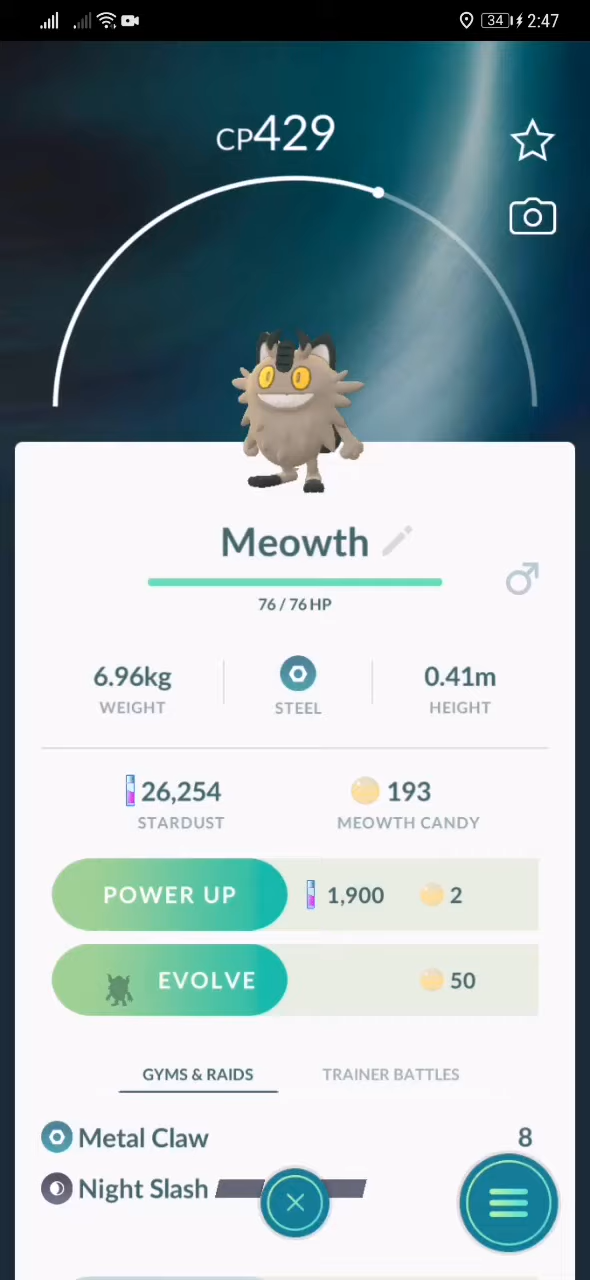 34 2:47
CP429
Meowth
76 / 76 HP
6.96kg
WEIGHT
STEEL
0.41m
HEIGHT
26,254
STARDUST
193
MEOWTH CANDY
POWER UP 1,900 2
EVOLVE 50
GYMS & RAIDS TRAINER BATTLES
Metal Claw 8
Night Slash